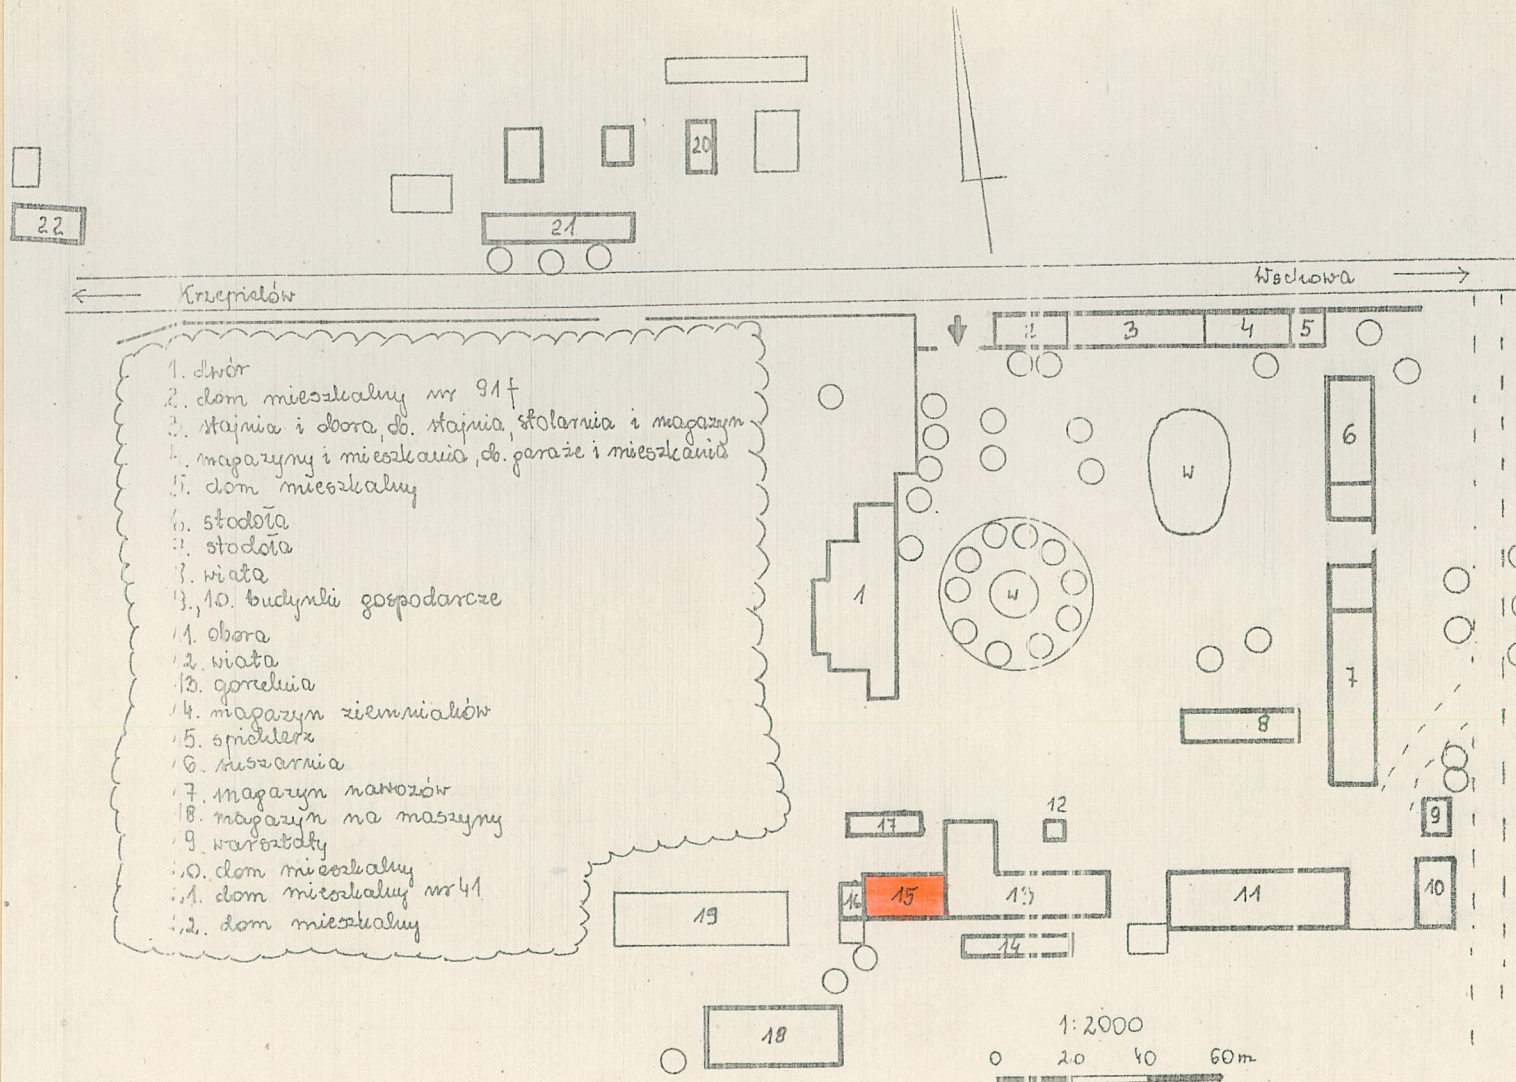 20
22
21
Krzepielów
Wschowa
2 3 4 5
1. dwór
2. dom mieszkalny nr 91f
3. stajnia i obora, ob. stajnia, stolarnia i magazyn
4. magazyny i mieszkania, ob. garaże i mieszkania
5. dom mieszkalny
6. stodoła
7. stodoła
8. wiata
9.,10. budynki gospodarcze
11. obora
12. wiata
13. gorzelnia
14. magazyn ziemniaków
15. spichlerz
16. suszarnia
17. magazyn nawozów
18. magazyn na maszyny
19. warsztaty
20. dom mieszkalny
21. dom mieszkalny nr 41
22. dom mieszkalny
6
W
1
W
7
8
12
17
9
16 15 13 11 10
19
14
18
1:2000
0 20 40 60m